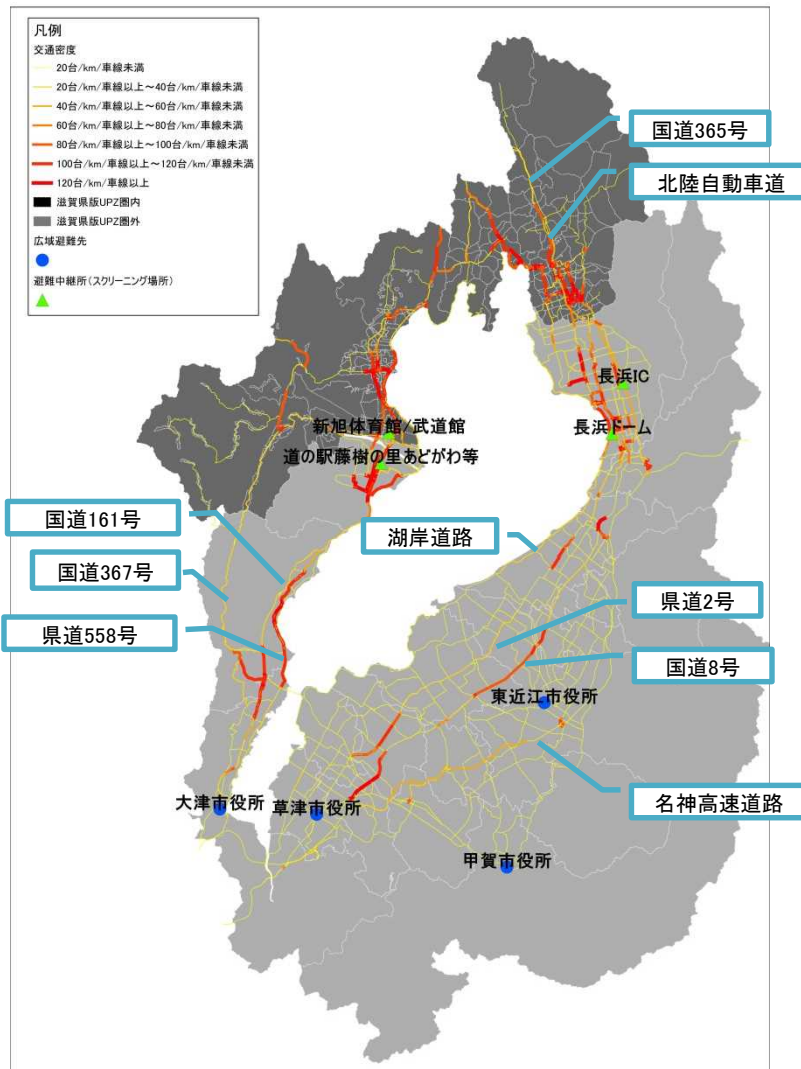 凡例
交通密度
20台/km/車線未満
20台/km/車線以上～40台/km/車線未満
40台/km/車線以上～60台/km/車線未満
60台/km/車線以上～80台/km/車線未満
80台/km/車線以上～100台/km/車線未満
100台/km/車線以上～120台/km/車線未満
120台/km/車線以上
滋賀県版UPZ圏内
滋賀県版UPZ圏外
広域避難先
避難中継所(スクリーニング場所)
国道365号
北陸自動車道
長浜IC
新旭体育館/武道館
長浜ドーム
道の駅藤樹の里あどがわ等
国道161号
湖岸道路
国道367号
県道2号
県道558号
国道8号
東近江市役所
大津市役所
草津市役所
名神高速道路
甲賀市役所